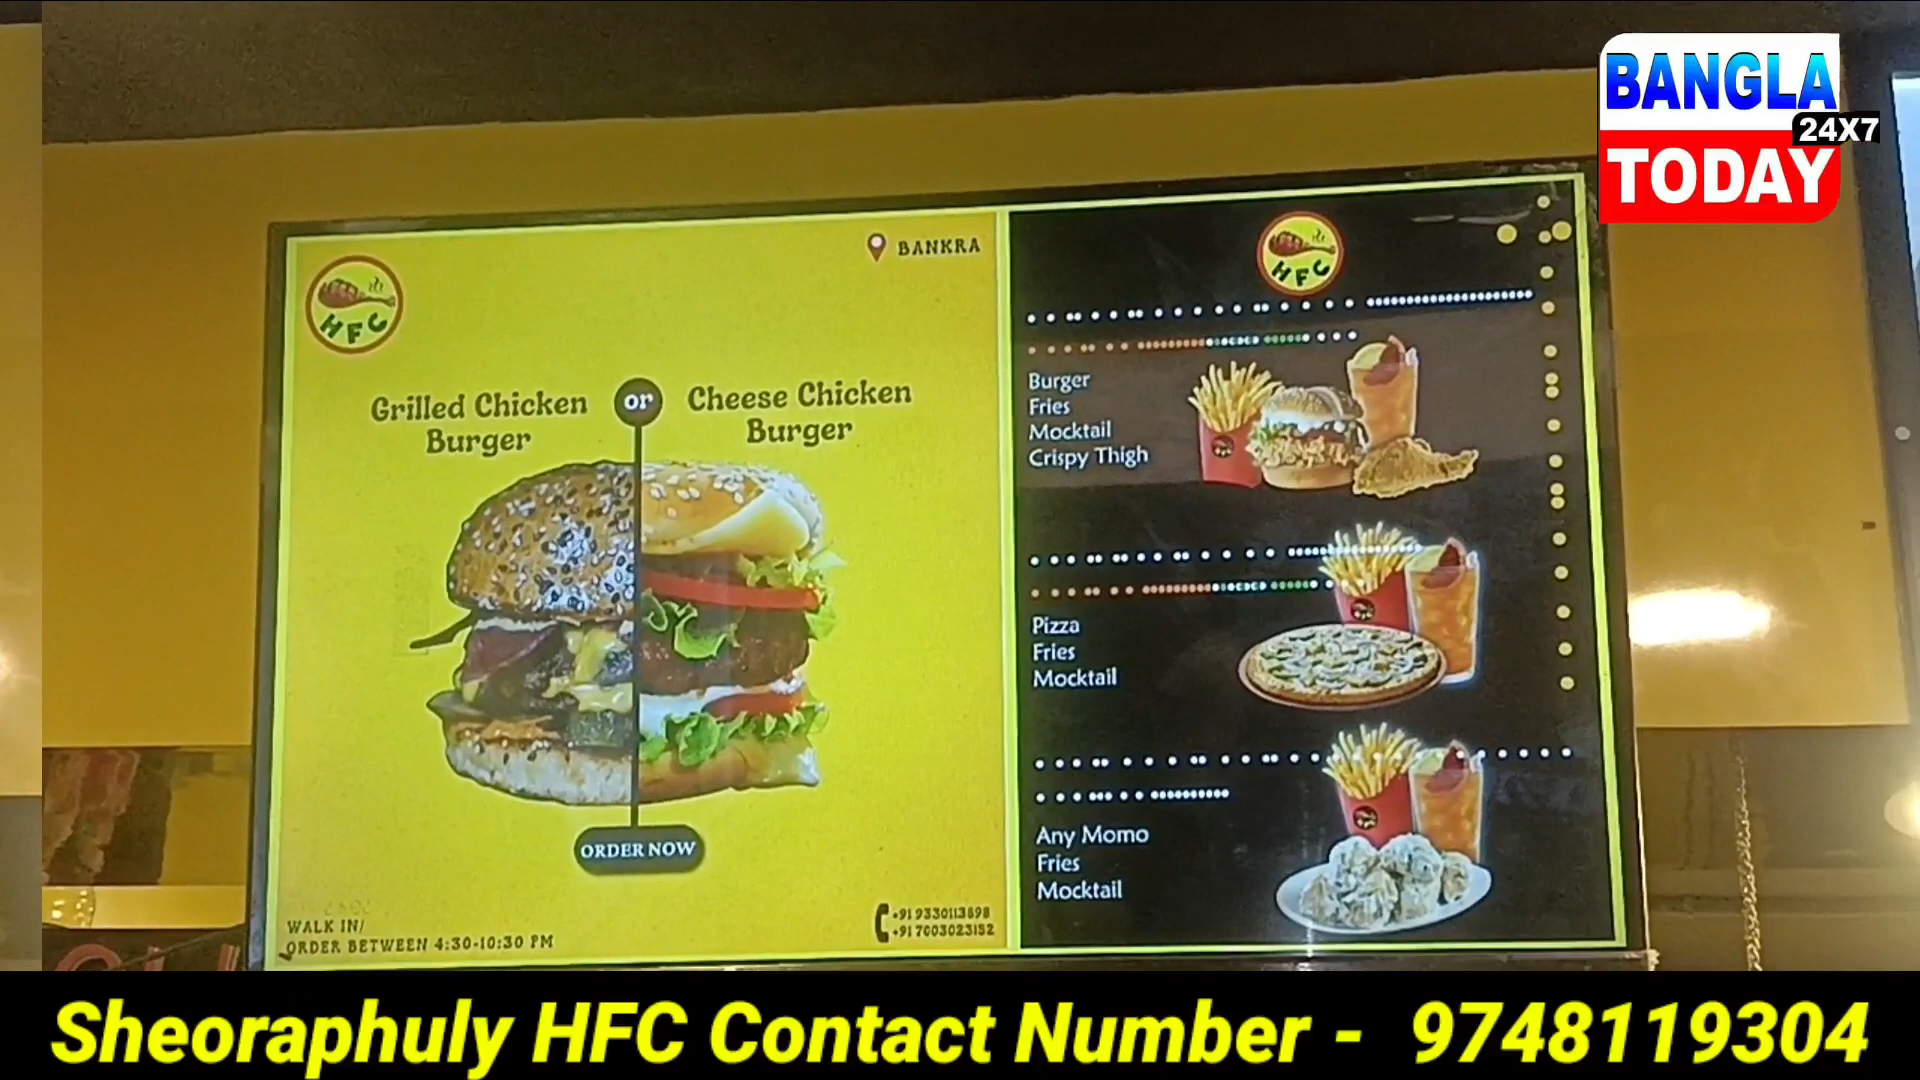 BANGLA
24X7
TODAY
HFC
BANKRA
Grilled Chicken
Burger
or
Cheese Chicken
Burger
ORDER NOW
WALK IN/
ORDER BETWEEN 4:30-10:30 PM
+91 9330113898
+91 7003023152
HFC
Burger
Fries
Mocktail
Crispy Thigh
Pizza
Fries
Mocktail
Any Momo
Fries
Mocktail
Sheoraphuly HFC Contact Number - 9748119304